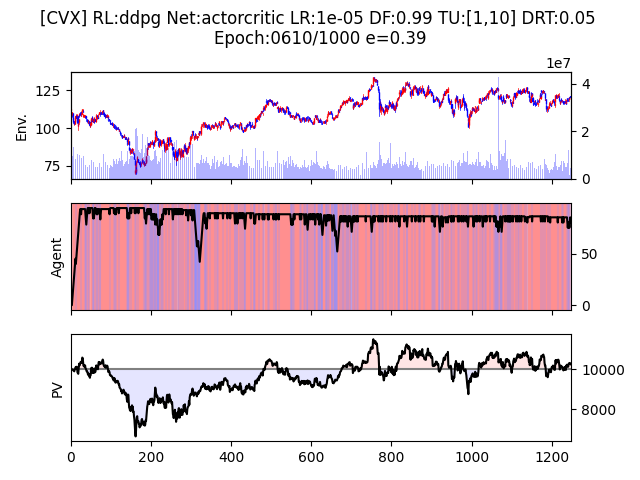 [CVX] RL:ddpg Net:actorcritic LR:1e-05 DF:0.99 TU:[1,10] DRT:0.05
Epoch:0610/1000 e=0.39
1e7
125
100
75
Env.
4
2
0
Agent
50
0
PV
10000
8000
0 200 400 600 800 1000 1200